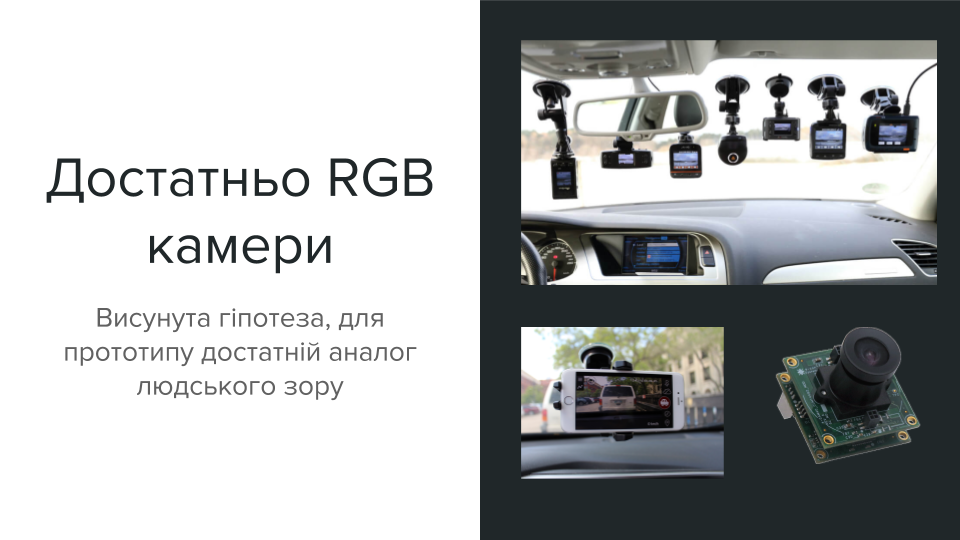 Достатньо RGB
камери
Висунута гіпотеза, для
прототипу достатній аналог
людського зору